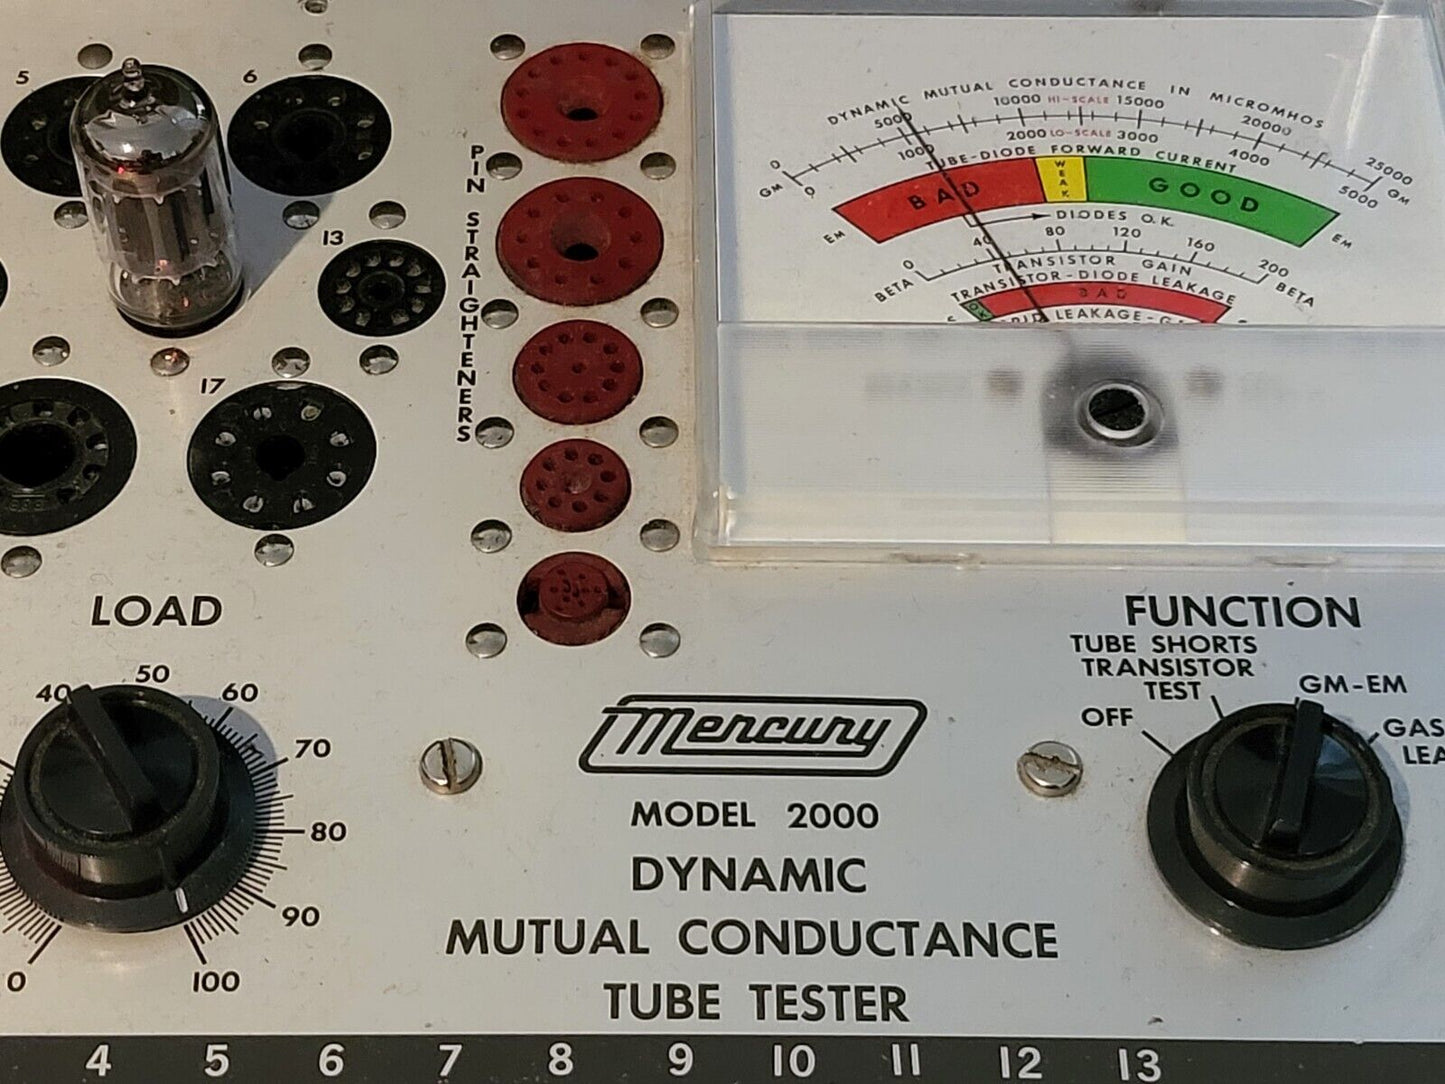 5
6
13
17
PIN STRAIGHTENERS
DYNAMIC MUTUAL CONDUCTANCE IN MICROMHOS
0 5000 10000 HI-SCALE 15000 20000 25000
GM 0 1000 2000 LO-SCALE 3000 4000 5000 GM
TUBE-DIODE FORWARD CURRENT
BAD WEAK GOOD
EM DIODES O.K. EM
0 40 80 120 160 200
BETA TRANSISTOR GAIN BETA
TRANSISTOR-DIODE LEAKAGE
BAD
LEAKAGE-
LOAD
40 50 60
70
80
90
0 100
FUNCTION
TUBE SHORTS
TRANSISTOR
TEST
GM-EM
OFF
GAS
LEA
Mercury
MODEL 2000
DYNAMIC
MUTUAL CONDUCTANCE
TUBE TESTER
4 5 6 7 8 9 10 11 12 13